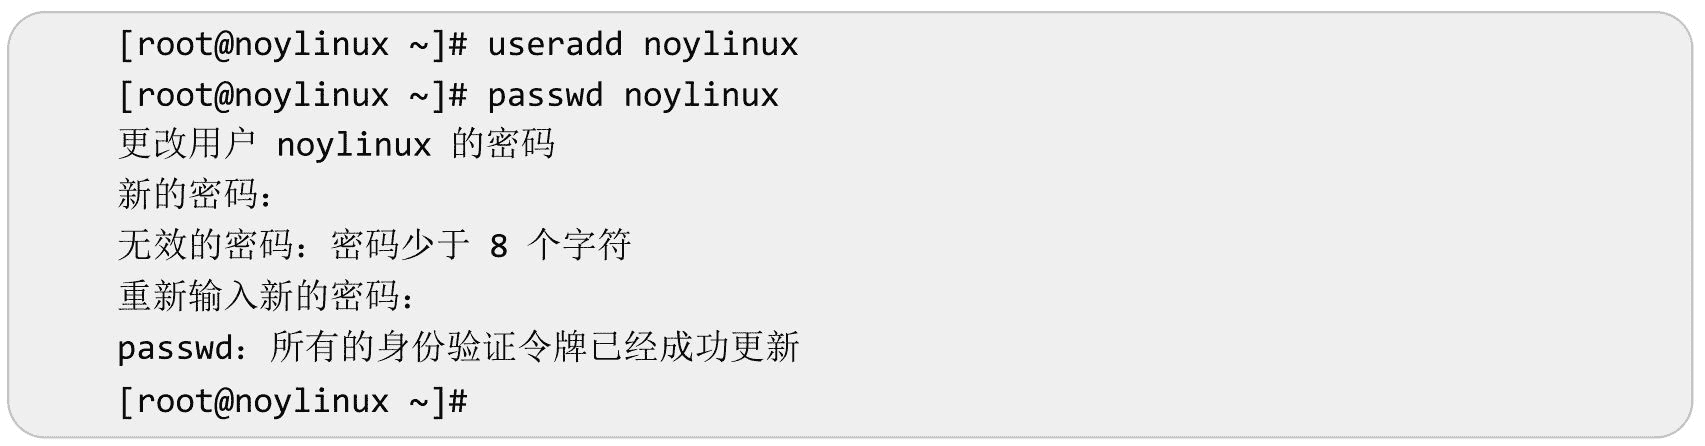 [root@noylinux ~]# useradd noylinux
[root@noylinux ~]# passwd noylinux
更改用户 noylinux 的密码
新的密码：
无效的密码：密码少于 8 个字符
重新输入新的密码：
passwd：所有的身份验证令牌已经成功更新
[root@noylinux ~]#